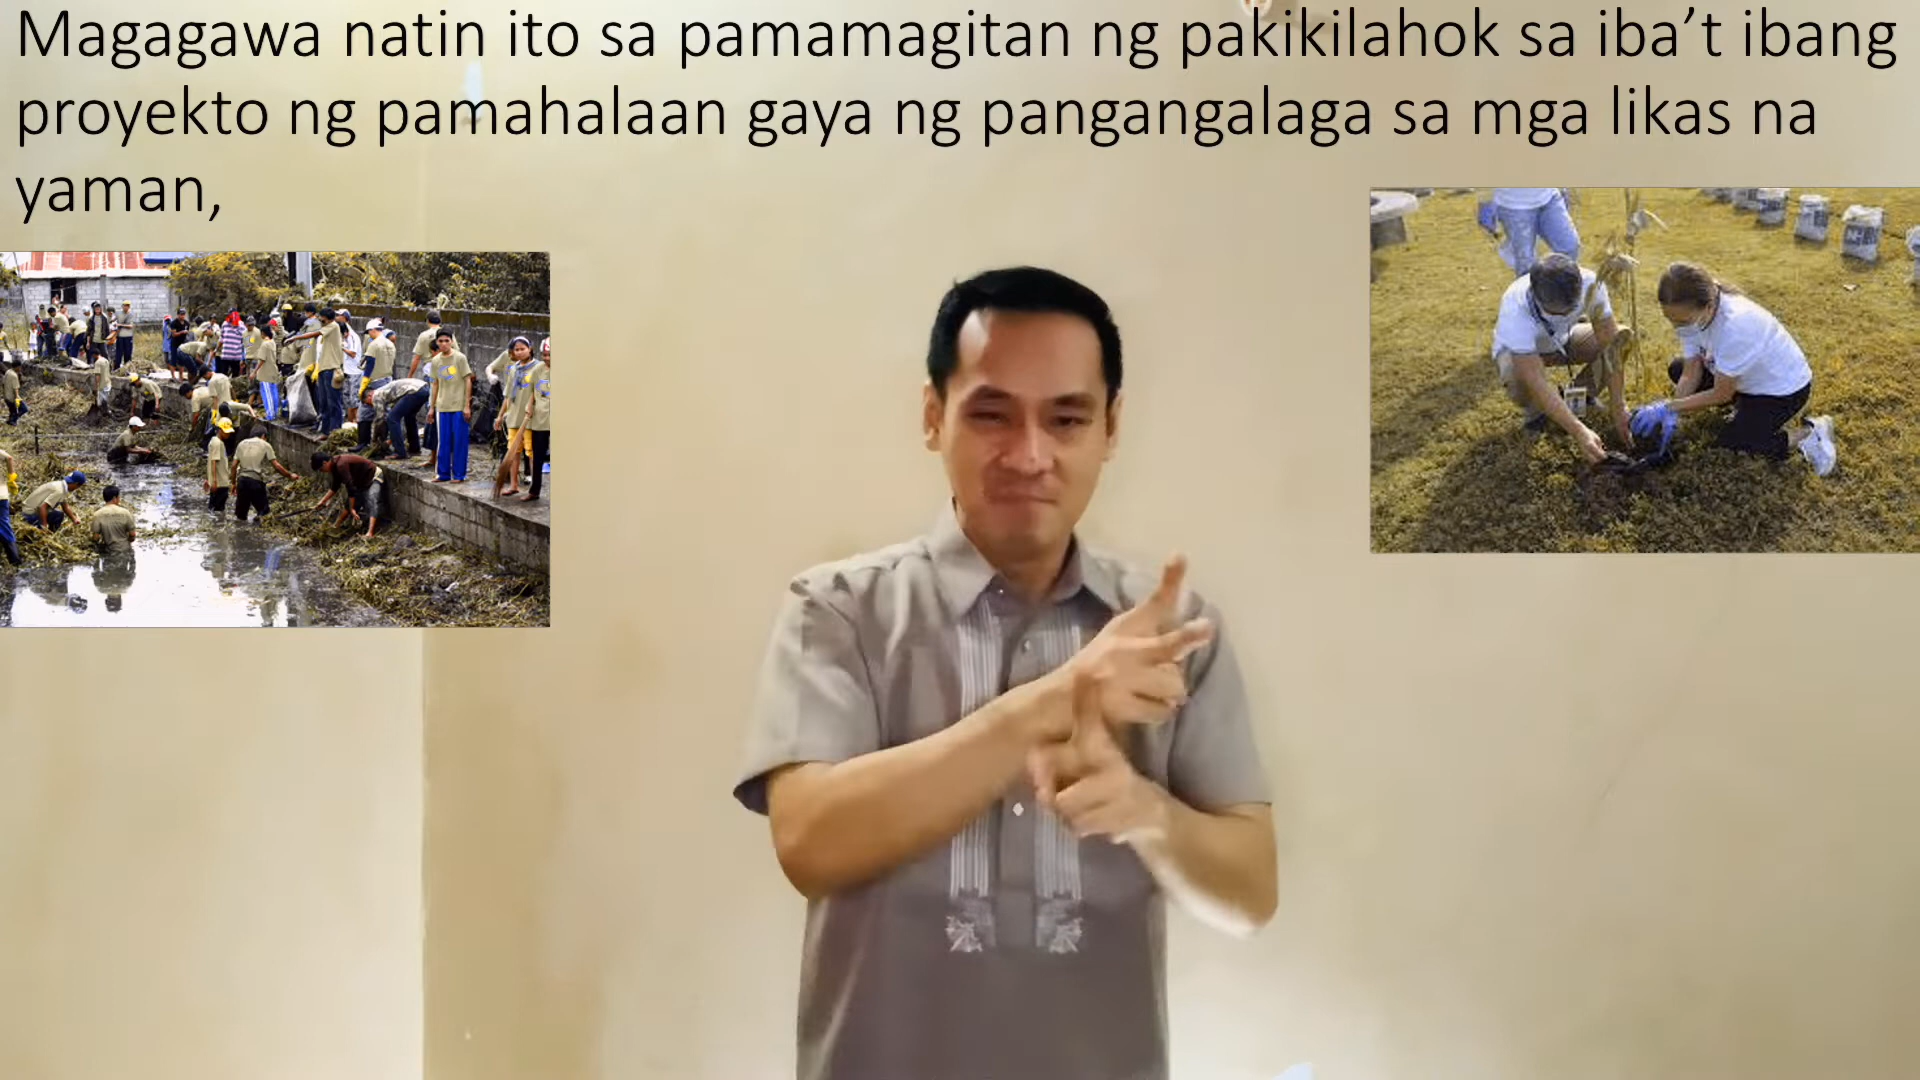 Magagawa natin ito sa pamamagitan ng pakikilahok sa iba’t ibang
proyekto ng pamahalaan gaya ng pangangalaga sa mga likas na
yaman,